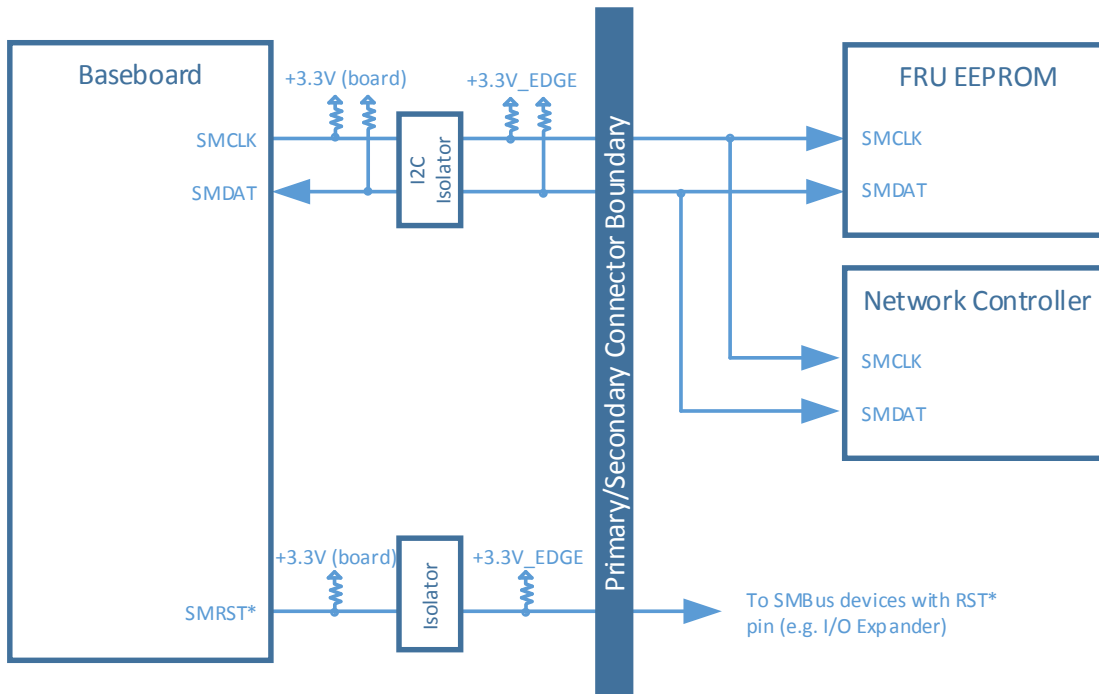 Baseboard
+3.3V (board)
+3.3V_EDGE
SMCLK
SMDAT
I2C
Isolator
Primary/Secondary Connector Boundary
FRU EEPROM
SMCLK
SMDAT
Network Controller
SMCLK
SMDAT
+3.3V (board)
+3.3V_EDGE
SMRST*
Isolator
To SMBus devices with RST*
pin (e.g. I/O Expander)